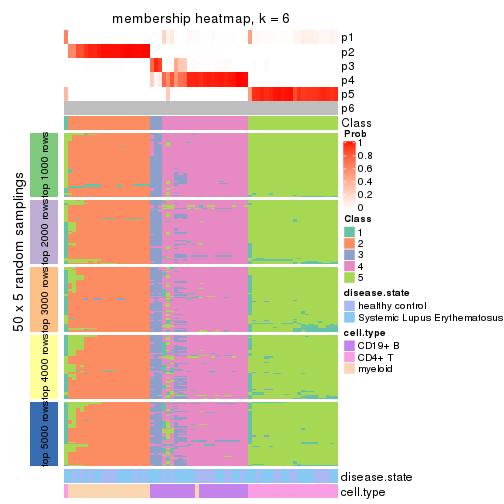 membership heatmap, k = 6
p1
p2
p3
p4
p5
p6
Class
Prob
1
0.8
0.6
0.4
0.2
0
Class
1
2
3
4
5
disease.state
healthy control
Systemic Lupus Erythematosus
cell.type
CD19+ B
CD4+ T
myeloid
50 x 5 random samplings
top 1000 rows
top 2000 rows
top 3000 rows
top 4000 rows
top 5000 rows
disease.state
cell.type